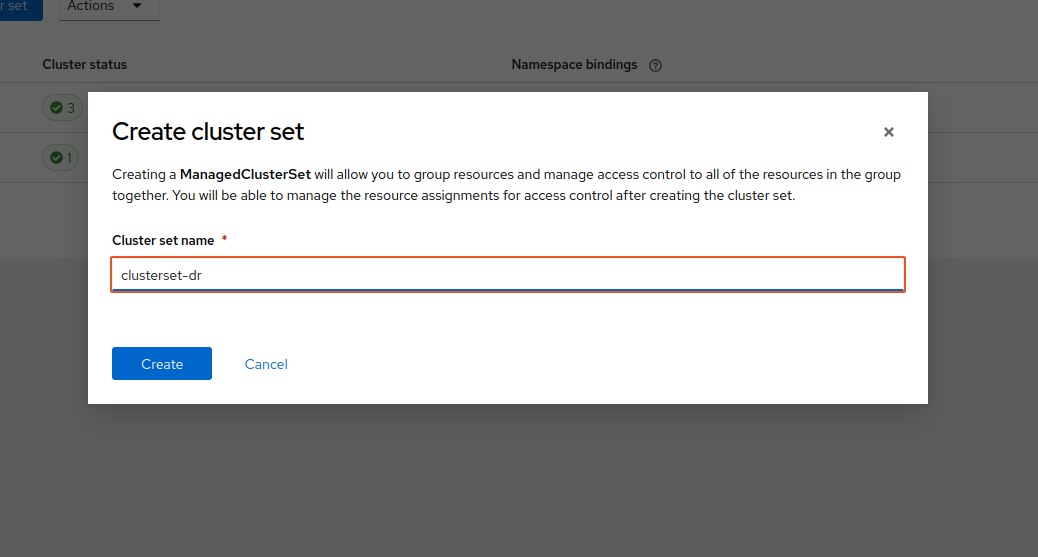 r set Actions
Cluster status Namespace bindings
3
Create cluster set
Creating a ManagedClusterSet will allow you to group resources and manage access control to all of the resources in the group
together. You will be able to manage the resource assignments for access control after creating the cluster set.
1
Cluster set name *
clusterset-dr
Create Cancel